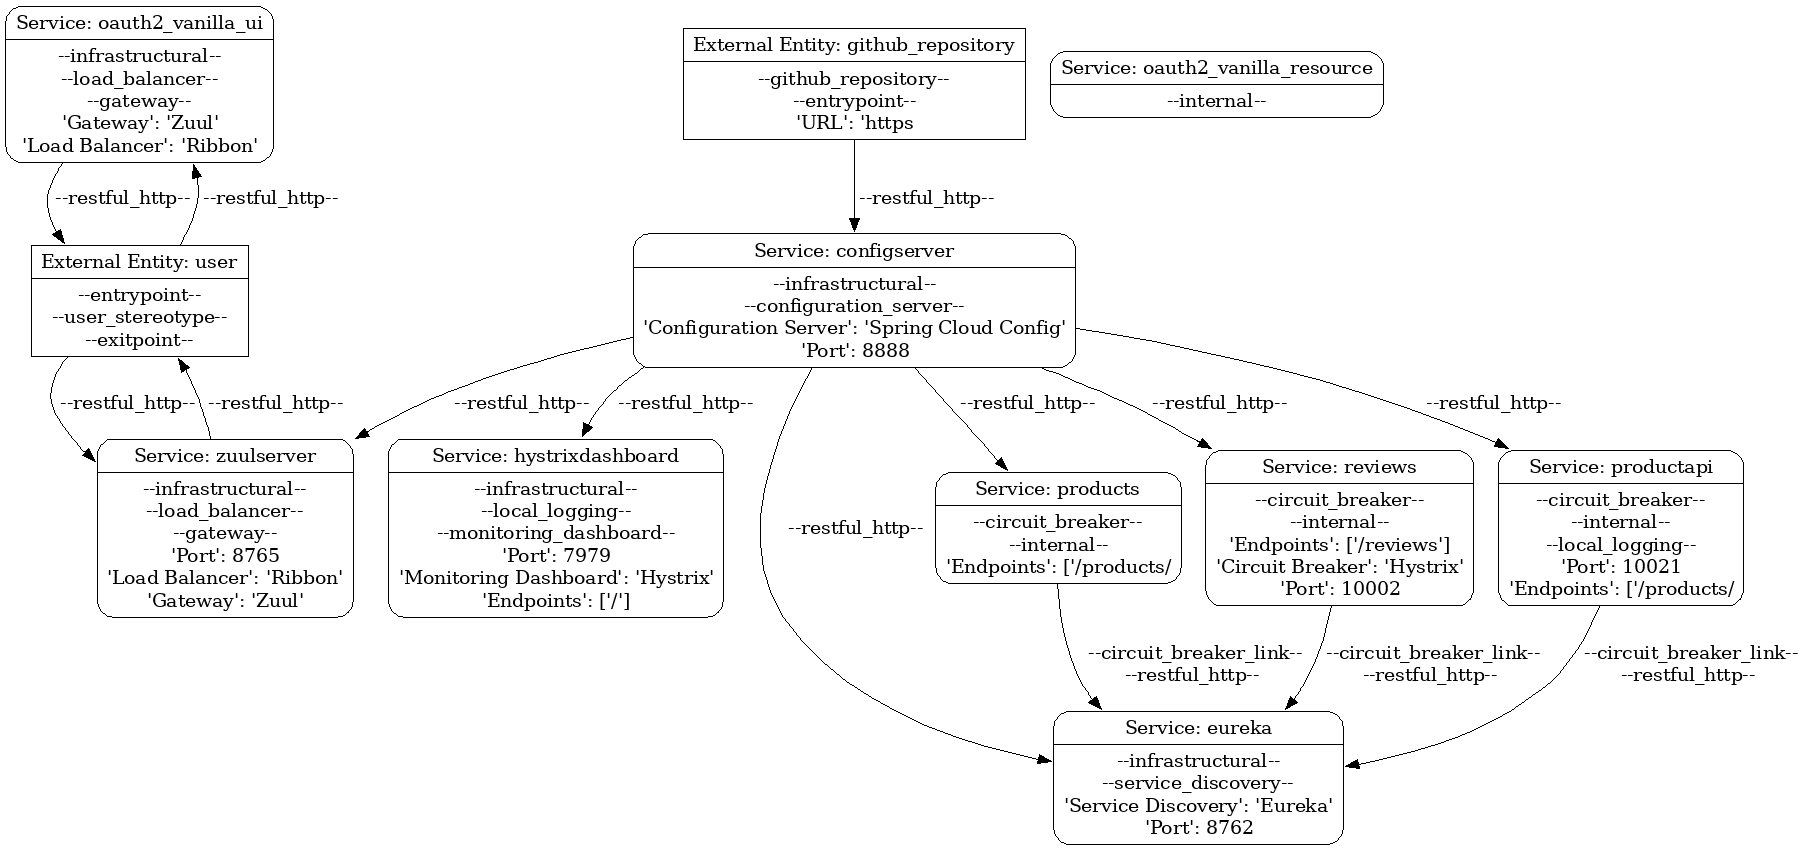 Service: oauth2_vanilla_ui
--infrastructural--
--load_balancer--
--gateway--
'Gateway': 'Zuul'
'Load Balancer': 'Ribbon'
External Entity: github_repository
--github_repository--
--entrypoint--
'URL': 'https
Service: oauth2_vanilla_resource
--internal--
--restful_http--
--restful_http--
--restful_http--
External Entity: user
--entrypoint--
--user_stereotype--
--exitpoint--
Service: configserver
--infrastructural--
--configuration_server--
'Configuration Server': 'Spring Cloud Config'
'Port': 8888
--restful_http--
--restful_http--
--restful_http--
--restful_http--
--restful_http--
--restful_http--
--restful_http--
Service: zuulserver
--infrastructural--
--load_balancer--
--gateway--
'Port': 8765
'Load Balancer': 'Ribbon'
'Gateway': 'Zuul'
Service: hystrixdashboard
--infrastructural--
--local_logging--
--monitoring_dashboard--
'Port': 7979
'Monitoring Dashboard': 'Hystrix'
'Endpoints': ['/']
--restful_http--
Service: products
--circuit_breaker--
--internal--
'Endpoints': ['/products/
Service: reviews
--circuit_breaker--
--internal--
'Endpoints': ['/reviews']
'Circuit Breaker': 'Hystrix'
'Port': 10002
Service: productapi
--circuit_breaker--
--internal--
--local_logging--
'Port': 10021
'Endpoints': ['/products/
--circuit_breaker_link--
--restful_http--
--circuit_breaker_link--
--restful_http--
--circuit_breaker_link--
--restful_http--
Service: eureka
--infrastructural--
--service_discovery--
'Service Discovery': 'Eureka'
'Port': 8762